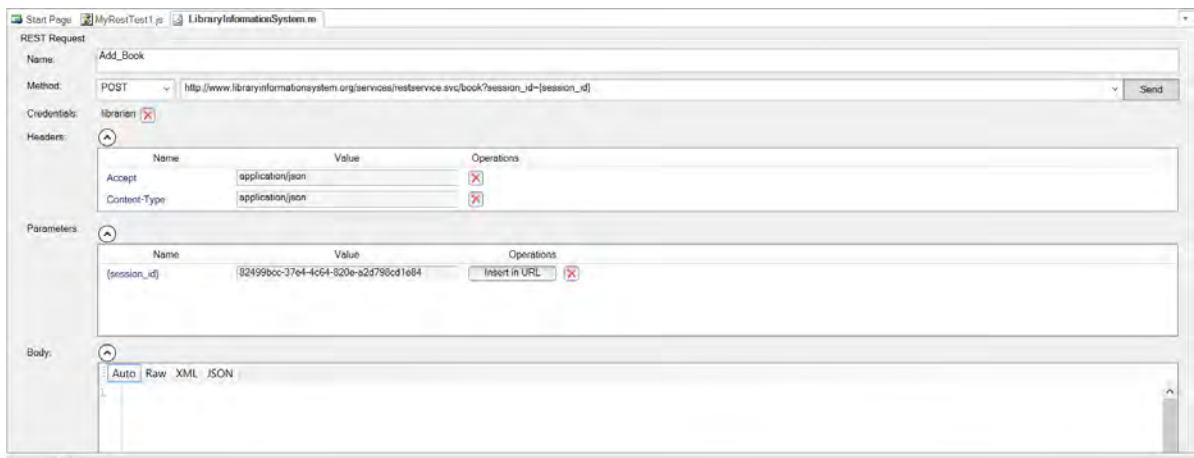 Start Page MyRestTest1.js LibraryInformationSystem.re
REST Request
Name: Add_Book
Method: POST http://www.libraryinformationsystem.org/services/restservice.svc/book?session_id={session_id} Send
Credentials: librarian
Headers:
Name Value Operations
Accept application/json
Content-Type application/json
Parameters:
Name Value Operations
{session_id} 82499bcc-37e4-4c64-820e-a2d798cd1e84 Insert in URL
Body:
Auto Raw XML JSON
1